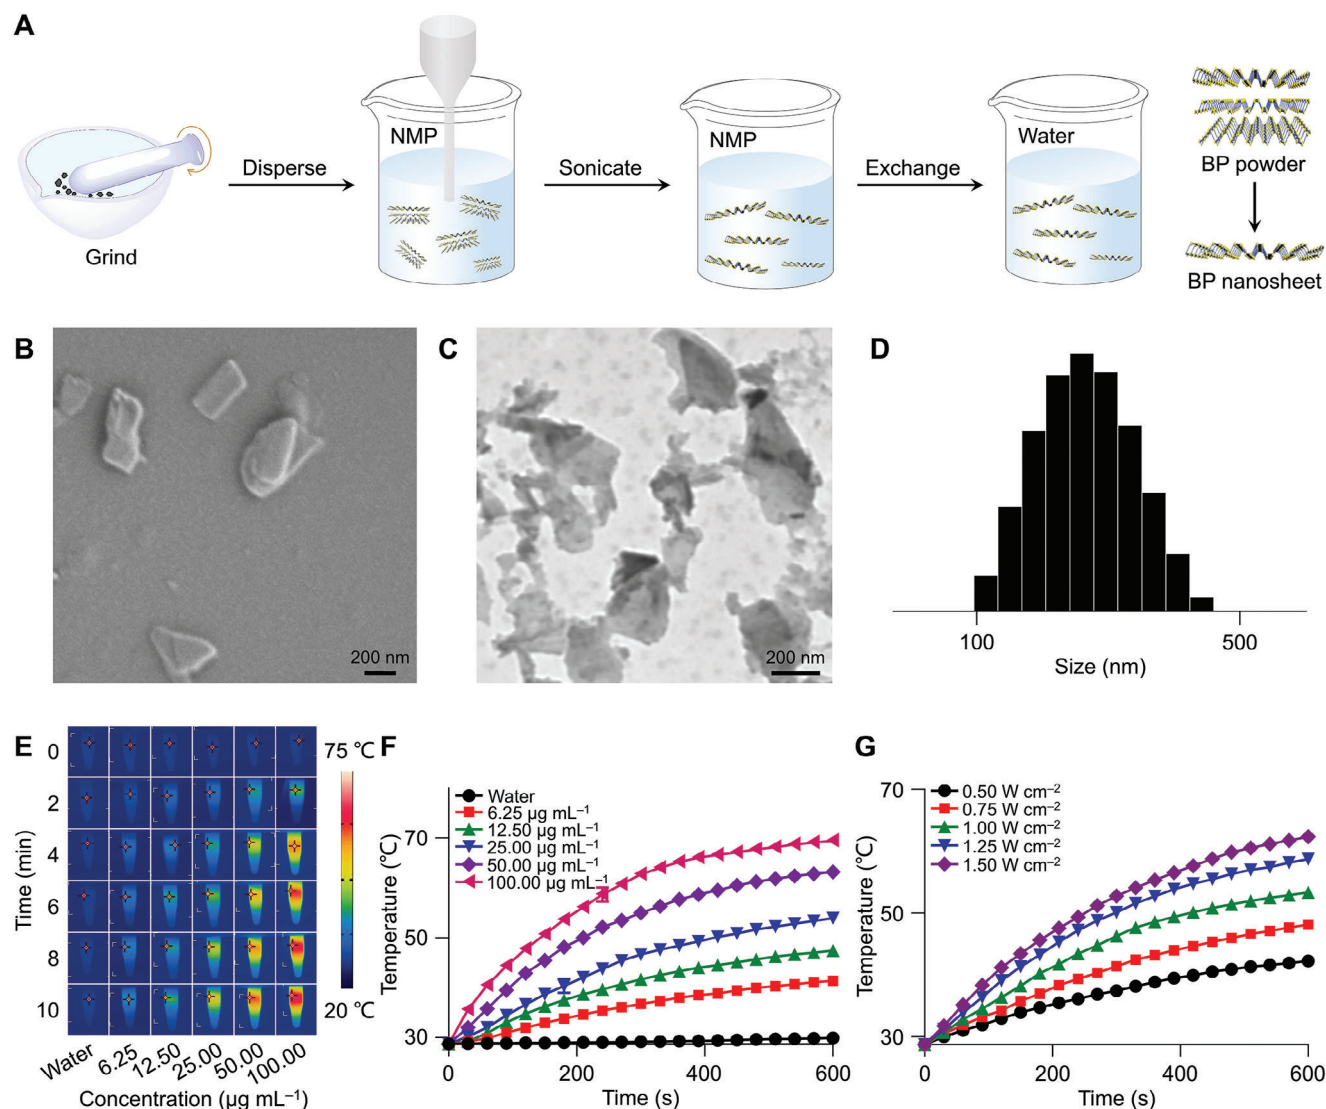 A
Grind
Disperse
NMP
Sonicate
NMP
Exchange
Water
BP powder
BP nanosheet
B
200 nm
C
200 nm
D
100
500
Size (nm)
E
Time (min)
0
2
4
6
8
10
Water
6.25
12.50
25.00
50.00
100.00
Concentration (µg mL⁻¹)
75 ℃
20 ℃
F
Temperature (°C)
70
50
30
Water
6.25 µg mL⁻¹
12.50 µg mL⁻¹
25.00 µg mL⁻¹
50.00 µg mL⁻¹
100.00 µg mL⁻¹
0
200
400
600
Time (s)
G
Temperature (°C)
70
50
30
0.50 W cm⁻²
0.75 W cm⁻²
1.00 W cm⁻²
1.25 W cm⁻²
1.50 W cm⁻²
0
200
400
600
Time (s)